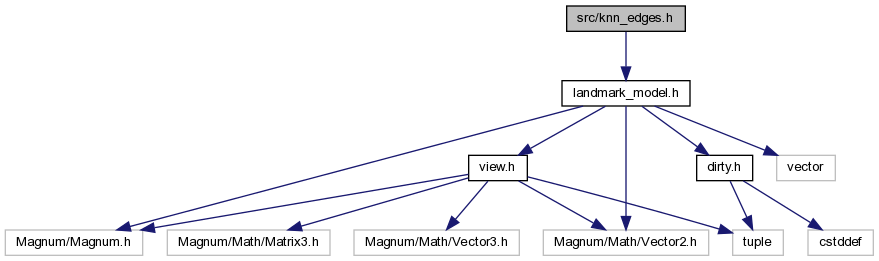 src/knn_edges.h
landmark_model.h
view.h
dirty.h
vector
Magnum/Magnum.h
Magnum/Math/Matrix3.h
Magnum/Math/Vector3.h
Magnum/Math/Vector2.h
tuple
cstddef